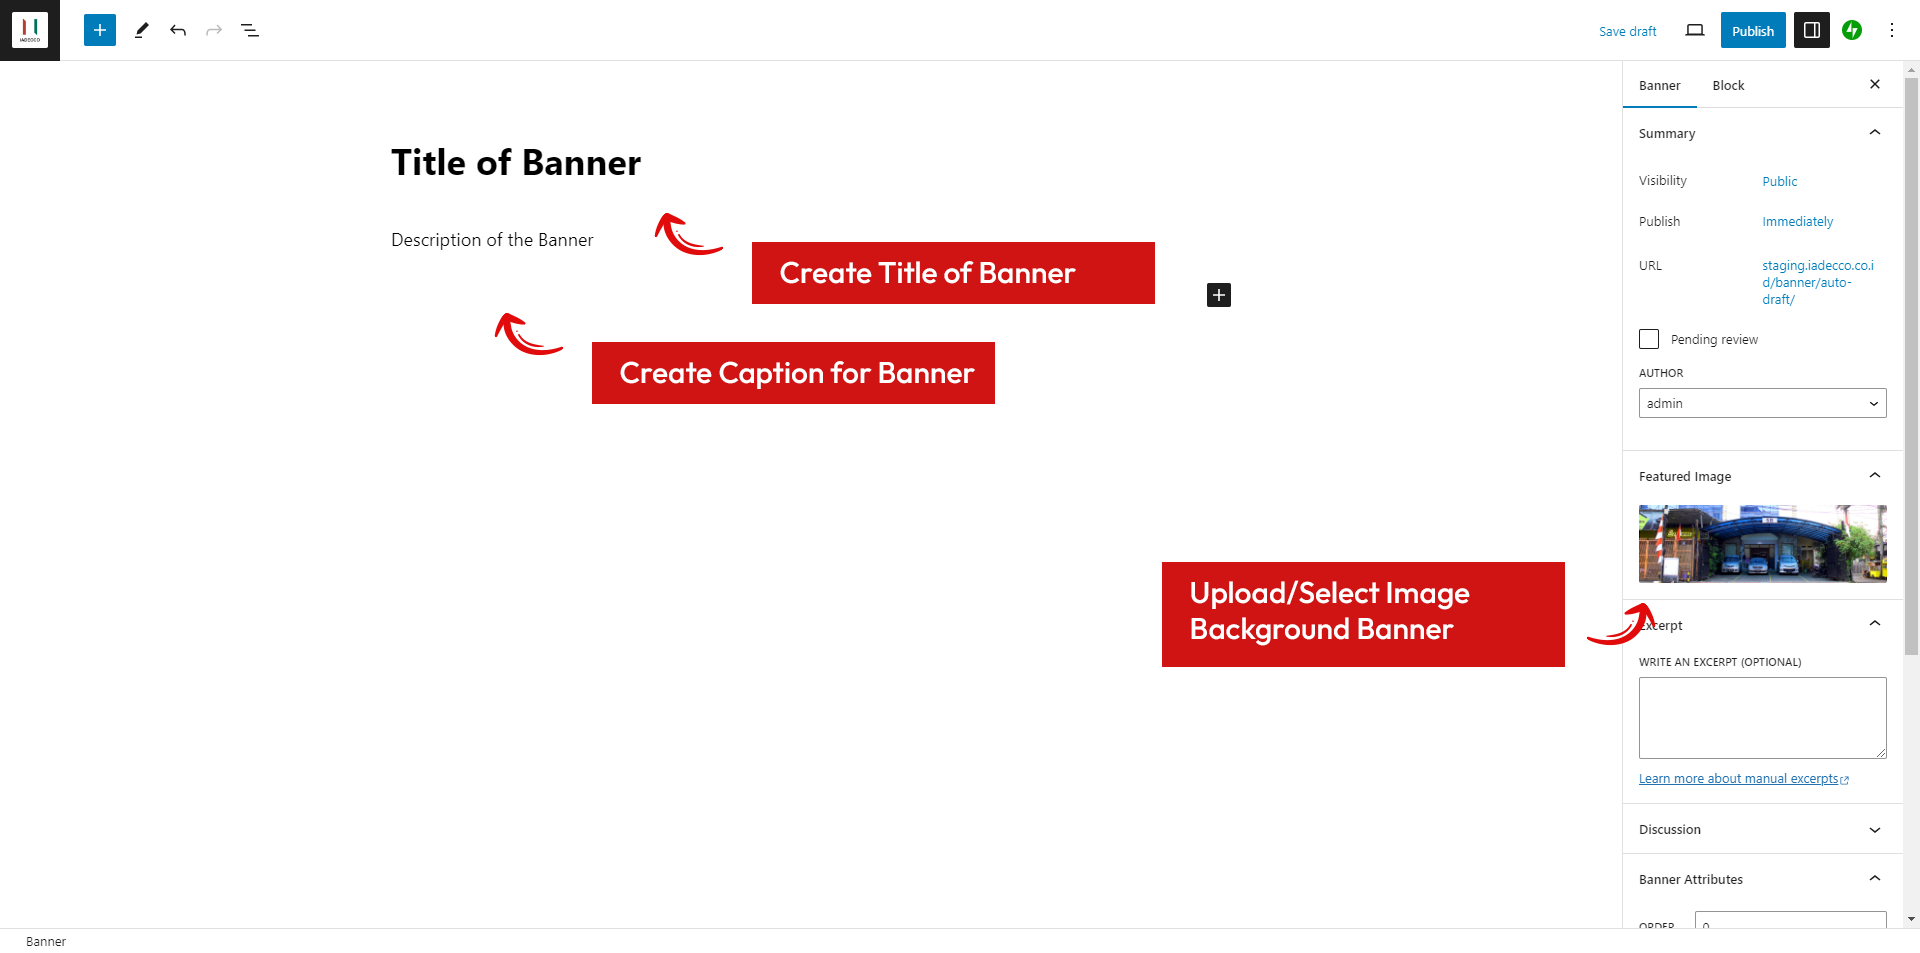 IADECCO
Save draft
Publish
Banner
Block
Title of Banner
Description of the Banner
Create Title of Banner
Create Caption for Banner
Upload/Select Image
Background Banner
Summary
Visibility
Public
Publish
Immediately
URL
staging.iadecco.co.i
d/banner/auto-
draft/
Pending review
AUTHOR
admin
Featured Image
Excerpt
WRITE AN EXCERPT (OPTIONAL)
Learn more about manual excerpts
Discussion
Banner Attributes
ORDER
0
Banner